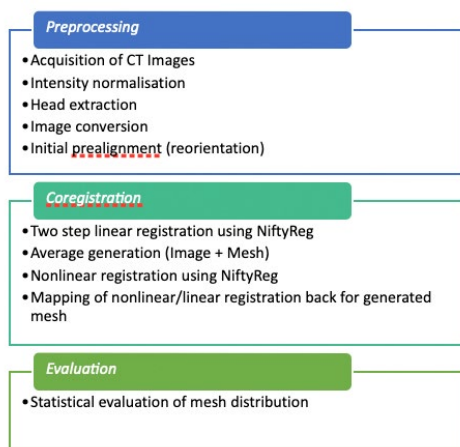 Preprocessing
•Acquisition of CT Images
•Intensity normalisation
•Head extraction
•Image conversion
•Initial prealignment (reorientation)
Coregistration
•Two step linear registration using NiftyReg
•Average generation (Image + Mesh)
•Nonlinear registration using NiftyReg
•Mapping of nonlinear/linear registration back for generated
mesh
Evaluation
•Statistical evaluation of mesh distribution